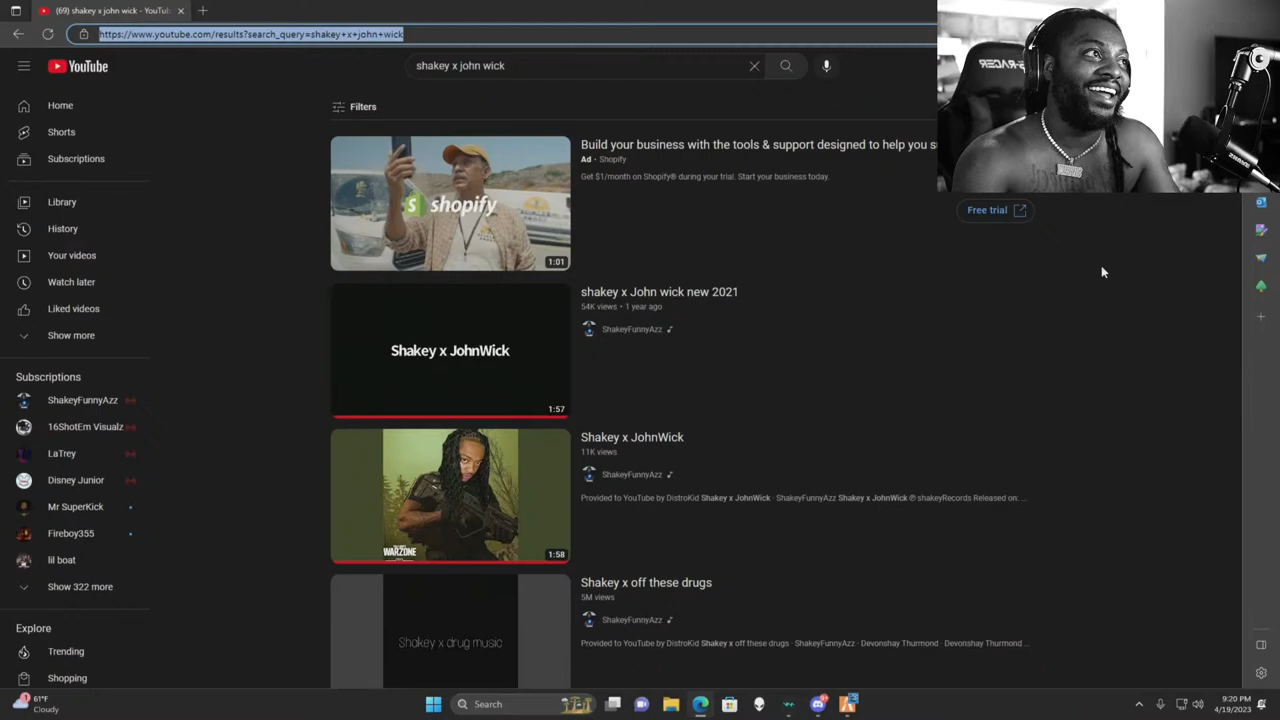 (69) shakey x john wick - YouTub
https://www.youtube.com/results?search_query=shakey+x+john+wick
YouTube
shakey x john wick
Home
Shorts
Subscriptions
Library
History
Your videos
Watch later
Liked videos
Show more
Subscriptions
ShakeyFunnyAzz
16ShotEm Visualz
LaTrey
Disney Junior
Mr SuperKick
Fireboy355
lil boat
Show 322 more
Explore
Trending
Shopping
Filters
shopify
1:01
Build your business with the tools & support designed to help you s
Ad · Shopify
Get $1/month on Shopify® during your trial. Start your business today.
Free trial
Shakey x JohnWick
1:57
shakey x John wick new 2021
54K views • 1 year ago
ShakeyFunnyAzz
WARZONE
1:58
Shakey x JohnWick
11K views
ShakeyFunnyAzz
Provided to YouTube by DistroKid Shakey x JohnWick · ShakeyFunnyAzz Shakey x JohnWick ℗ shakeyRecords Released on: ...
Shakey x drug music
Shakey x off these drugs
5M views
ShakeyFunnyAzz
Provided to YouTube by DistroKid Shakey x off these drugs · ShakeyFunnyAzz · Devonshay Thurmond · Devonshay Thurmond ...
61°F
Cloudy
Search
9:20 PM
4/19/2023